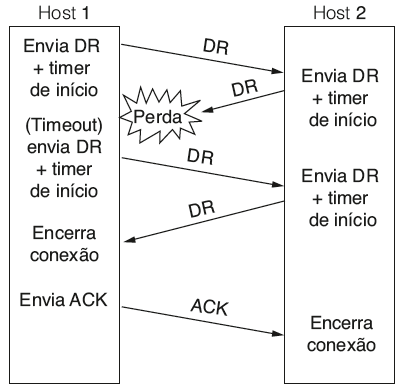 Host 1
Host 2
Envia DR
+ timer
de início
DR
Envia DR
+ timer
de início
DR
Perda
(Timeout)
envia DR
+ timer
de início
DR
Envia DR
+ timer
de início
DR
Encerra
conexão
Envia ACK
ACK
Encerra
conexão